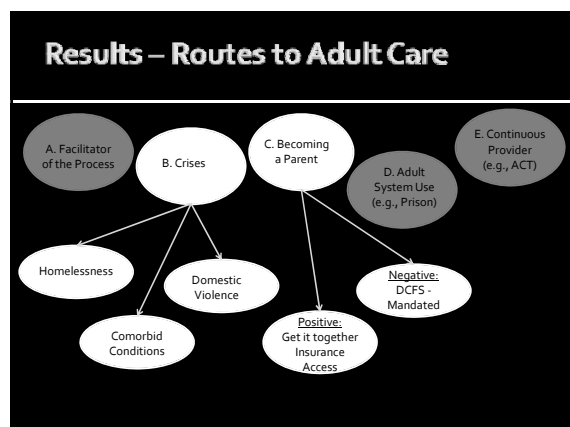 Results – Routes to Adult Care
A. Facilitator
of the Process
B. Crises
C. Becoming
a Parent
D. Adult
System Use
(e.g., Prison)
E. Continuous
Provider
(e.g., ACT)
Homelessness
Domestic
Violence
Comorbid
Conditions
Positive:
Get it together
Insurance
Access
Negative:
DCFS -
Mandated